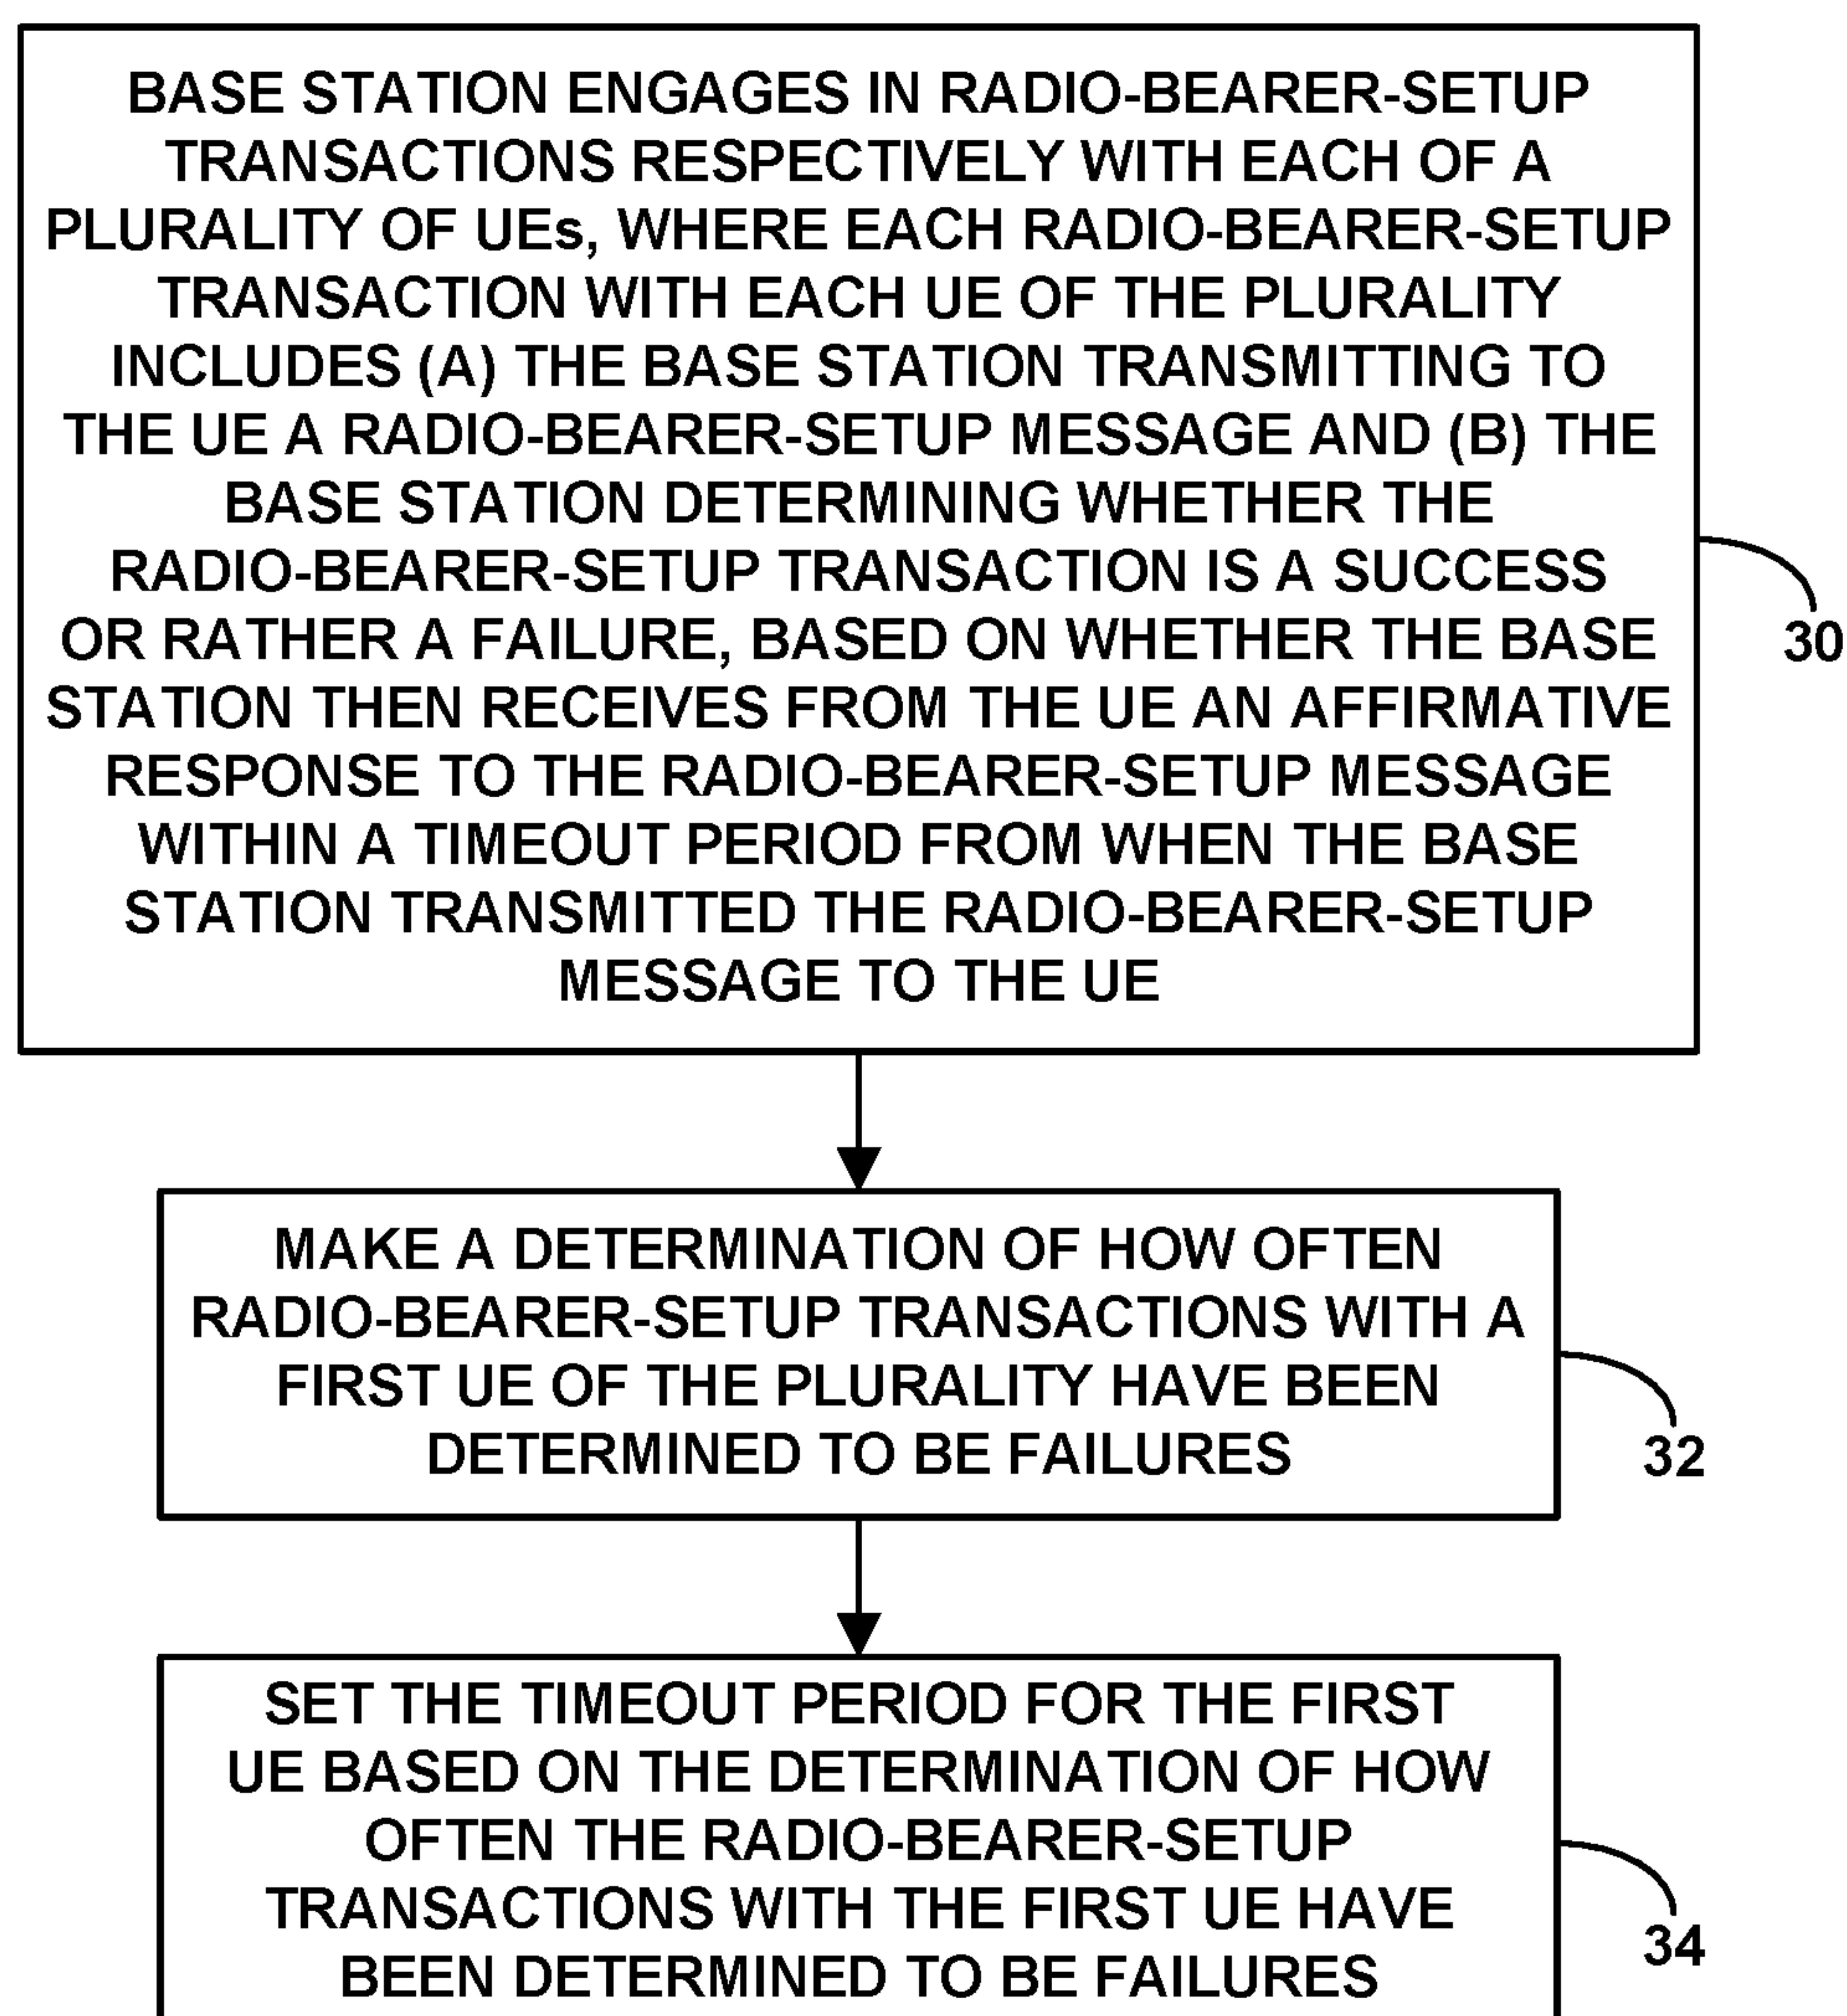 BASE STATION ENGAGES IN RADIO-BEARER-SETUP
TRANSACTIONS RESPECTIVELY WITH EACH OF A
PLURALITY OF UEs, WHERE EACH RADIO-BEARER-SETUP
TRANSACTION WITH EACH UE OF THE PLURALITY
INCLUDES (A) THE BASE STATION TRANSMITTING TO
THE UE A RADIO-BEARER-SETUP MESSAGE AND (B) THE
BASE STATION DETERMINING WHETHER THE
RADIO-BEARER-SETUP TRANSACTION IS A SUCCESS
OR RATHER A FAILURE, BASED ON WHETHER THE BASE
STATION THEN RECEIVES FROM THE UE AN AFFIRMATIVE
RESPONSE TO THE RADIO-BEARER-SETUP MESSAGE
WITHIN A TIMEOUT PERIOD FROM WHEN THE BASE
STATION TRANSMITTED THE RADIO-BEARER-SETUP
MESSAGE TO THE UE
30
MAKE A DETERMINATION OF HOW OFTEN
RADIO-BEARER-SETUP TRANSACTIONS WITH A
FIRST UE OF THE PLURALITY HAVE BEEN
DETERMINED TO BE FAILURES
32
SET THE TIMEOUT PERIOD FOR THE FIRST
UE BASED ON THE DETERMINATION OF HOW
OFTEN THE RADIO-BEARER-SETUP
TRANSACTIONS WITH THE FIRST UE HAVE
BEEN DETERMINED TO BE FAILURES
34